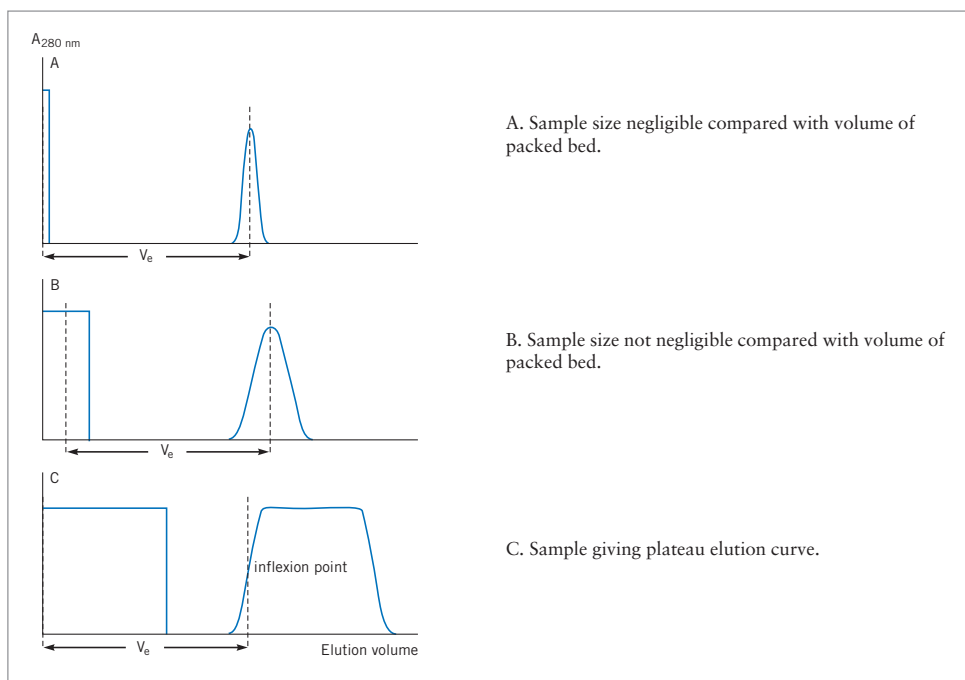 A280 nm
A
A. Sample size negligible compared with volume of
packed bed.
Ve
B
B. Sample size not negligible compared with volume of
packed bed.
Ve
C
inflexion point
C. Sample giving plateau elution curve.
Ve
Elution volume